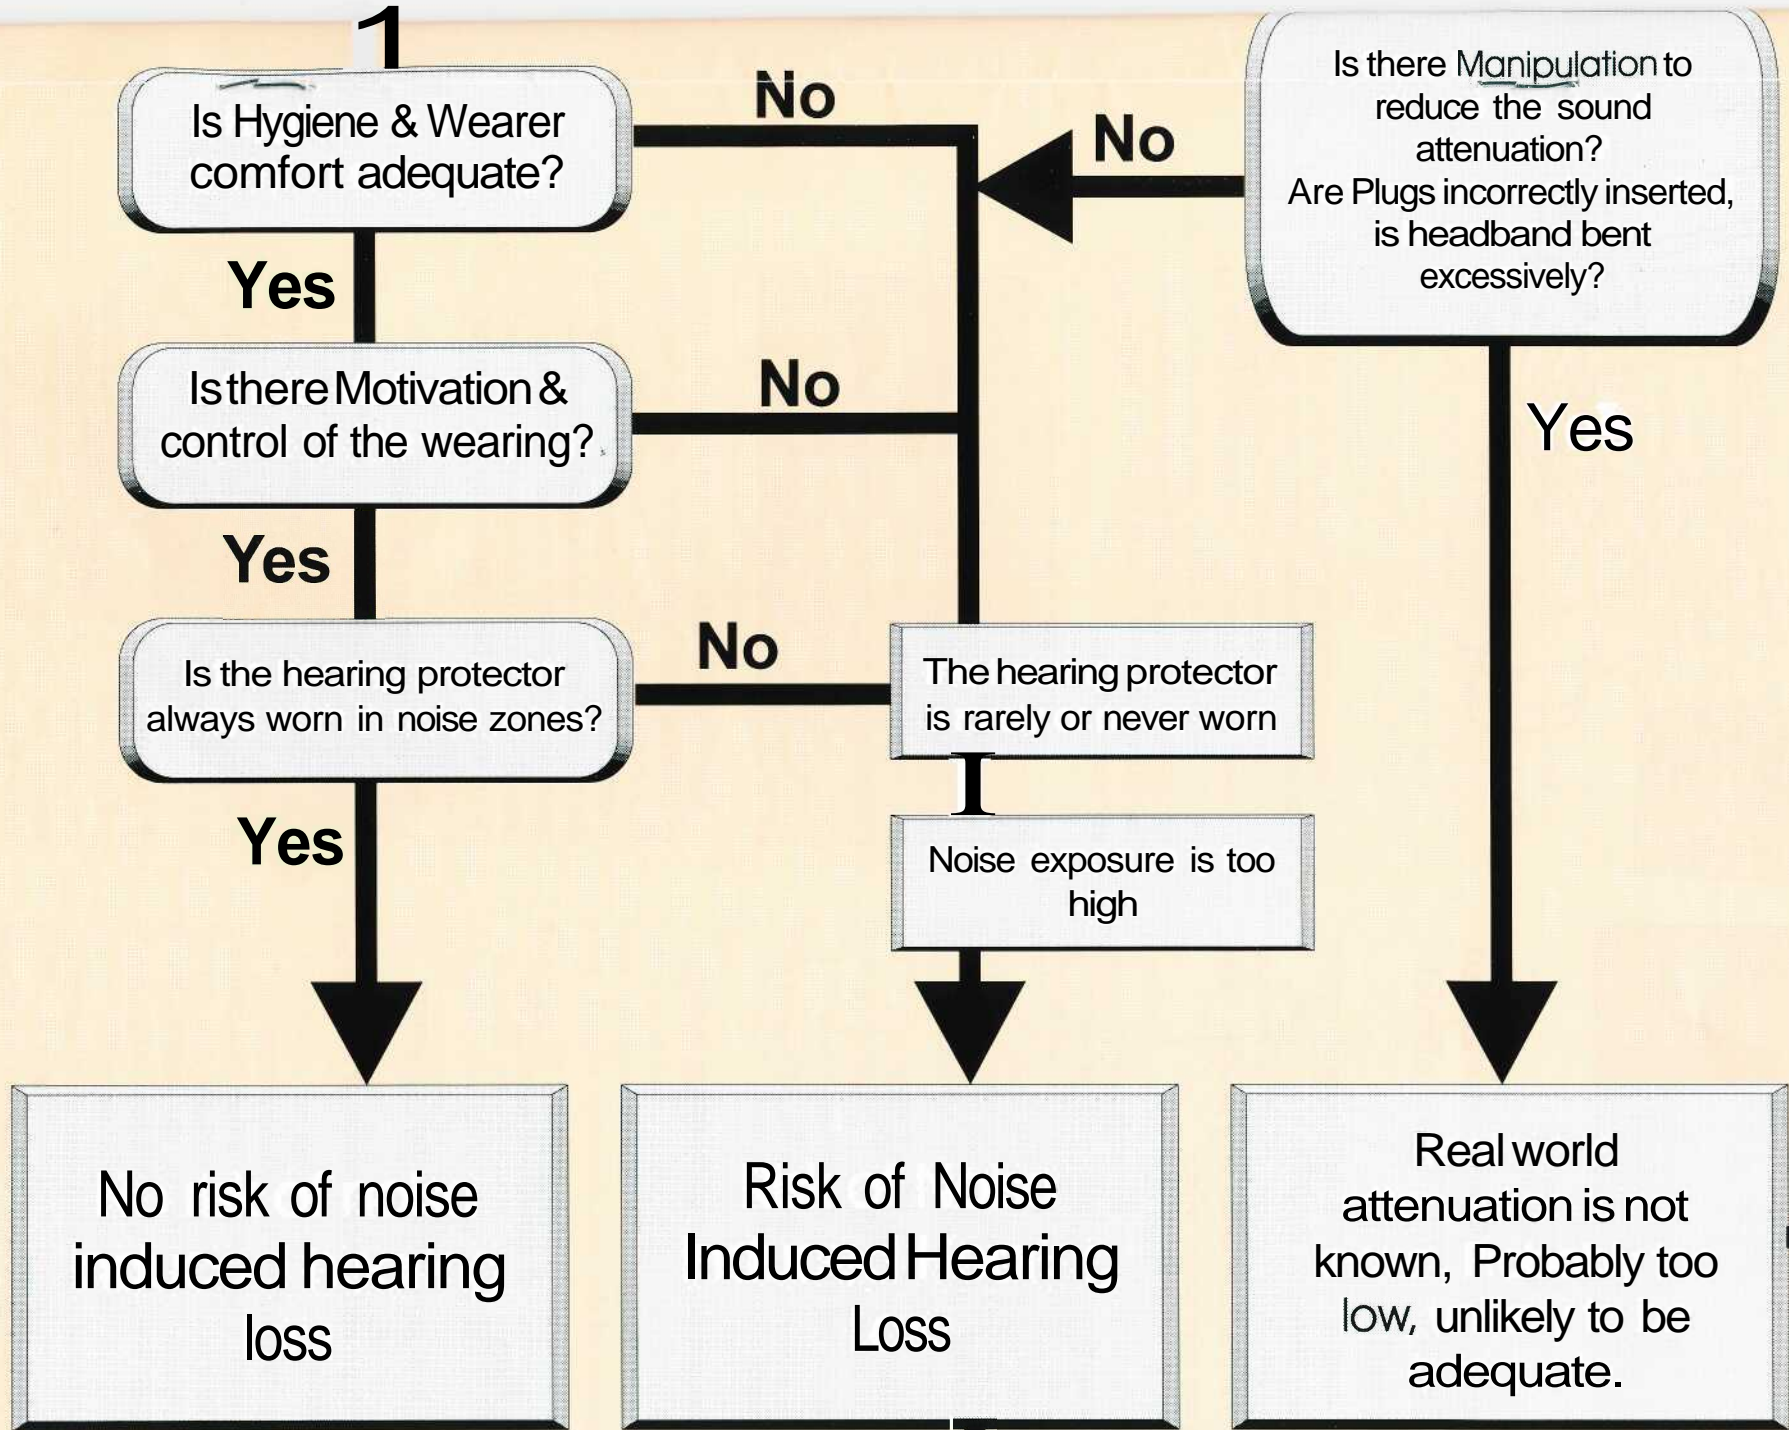 1
Is Hygiene & Wearer
comfort adequate?
No
No
Is there Manipulation to
reduce the sound
attenuation?
Are Plugs incorrectly inserted,
is headband bent
excessively?
Yes
Is there Motivation &
control of the wearing?
No
Yes
Yes
Is the hearing protector
always worn in noise zones?
No
The hearing protector
is rarely or never worn
I
Yes
Noise exposure is too
high
No risk of noise
induced hearing
loss
Risk of Noise
Induced Hearing
Loss
Real world
attenuation is not
known, Probably too
low, unlikely to be
adequate.